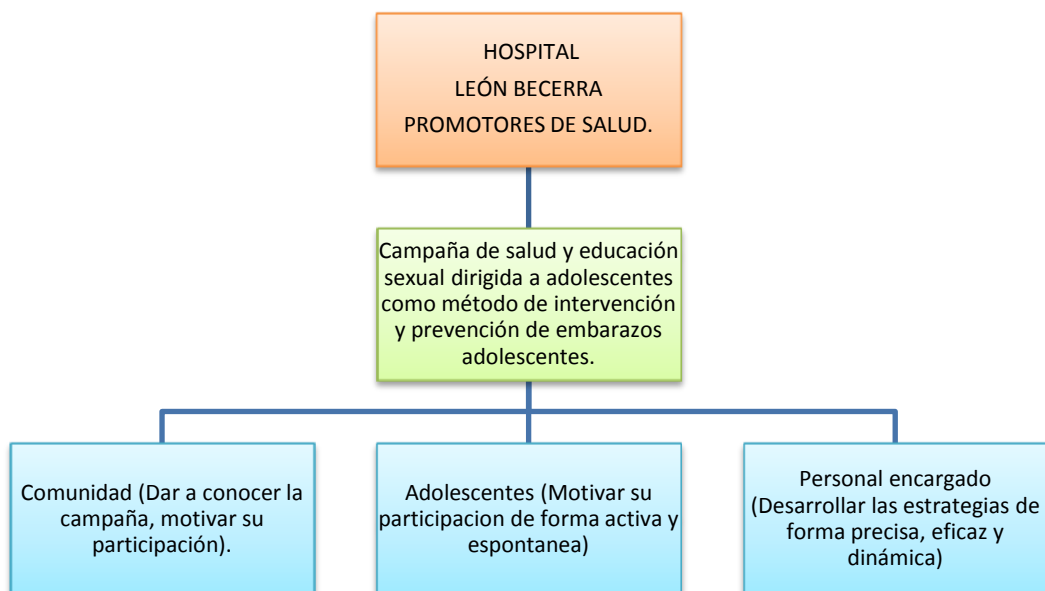 HOSPITAL
LEÓN BECERRA
PROMOTORES DE SALUD.
Campaña de salud y educación
sexual dirigida a adolescentes
como método de intervención
y prevención de embarazos
adolescentes.
Comunidad (Dar a conocer la
campaña, motivar su
participación).
Adolescentes (Motivar su
participacion de forma activa y
espontanea)
Personal encargado
(Desarrollar las estrategias de
forma precisa, eficaz y
dinámica)